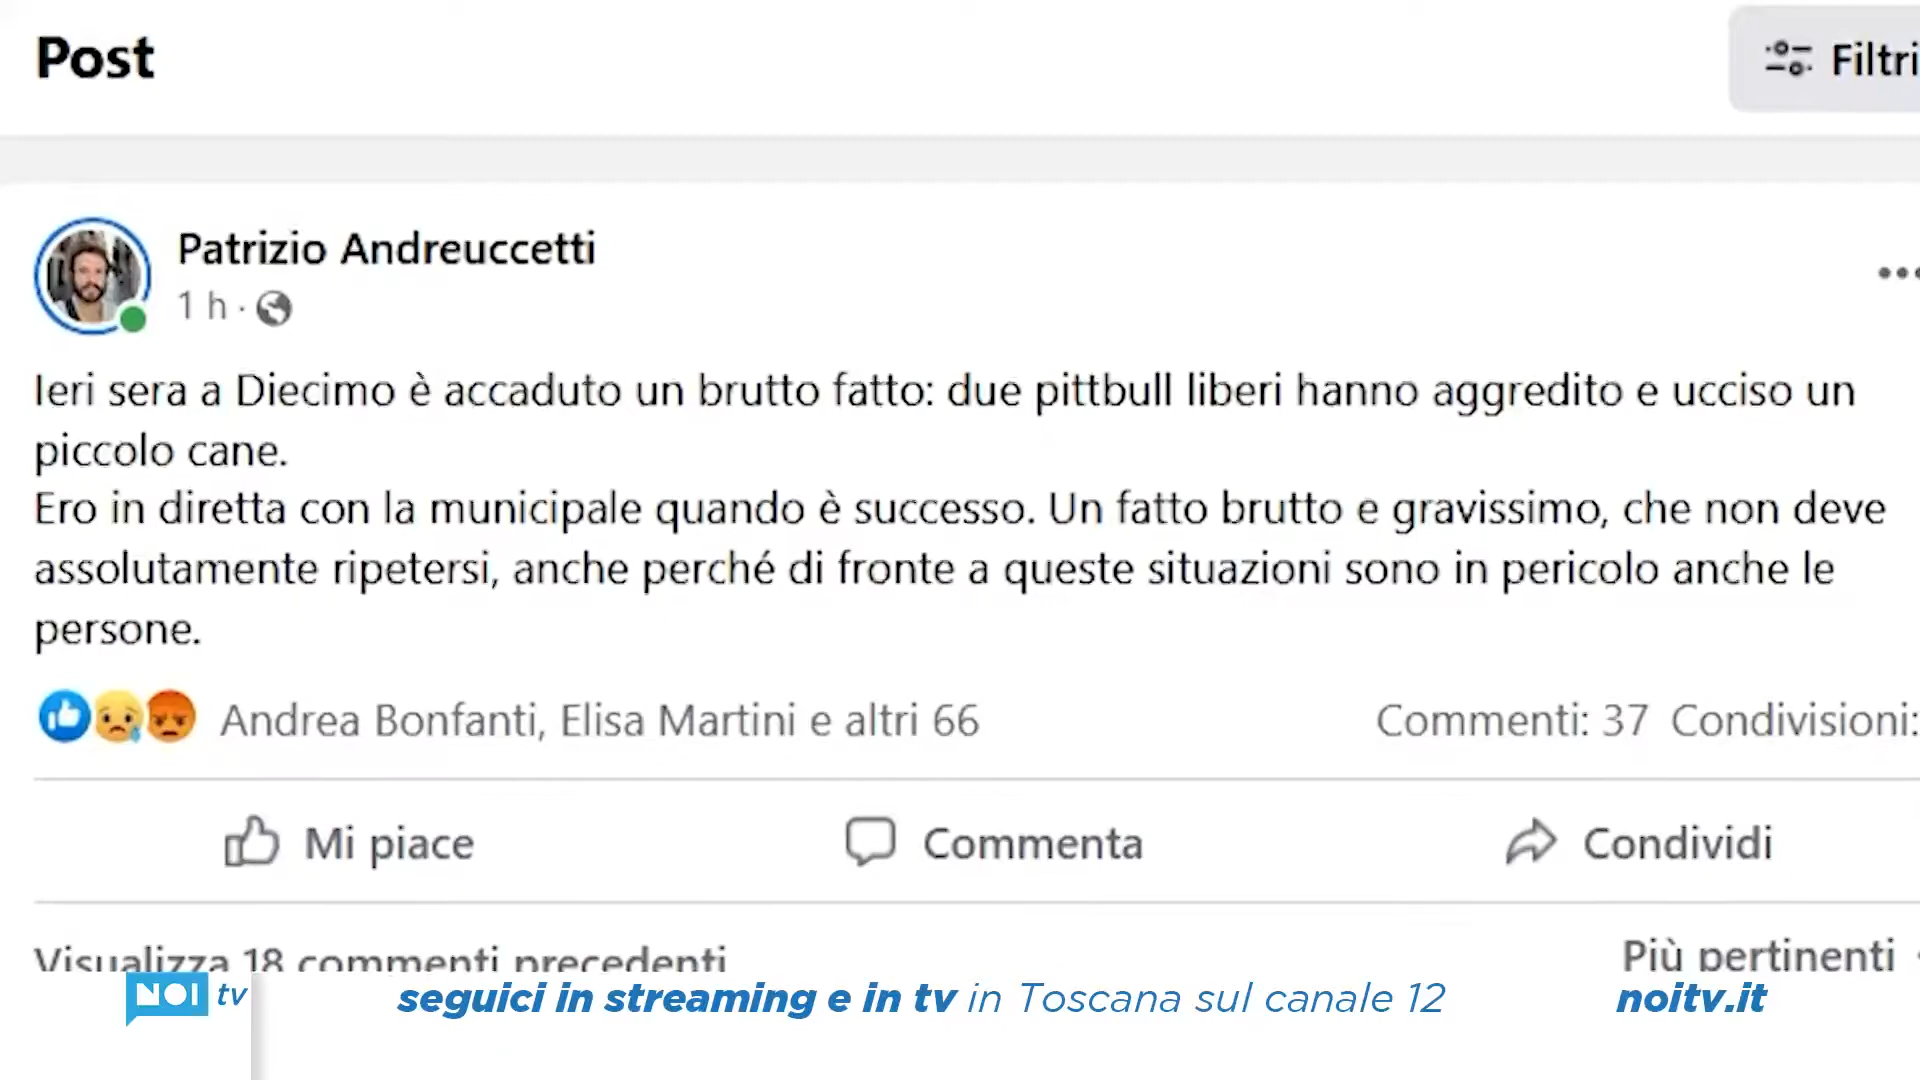 Post
Filtri
Patrizio Andreuccetti
1 h ·
Ieri sera a Diecimo è accaduto un brutto fatto: due pittbull liberi hanno aggredito e ucciso un
piccolo cane.
Ero in diretta con la municipale quando è successo. Un fatto brutto e gravissimo, che non deve
assolutamente ripetersi, anche perché di fronte a queste situazioni sono in pericolo anche le
persone.
Andrea Bonfanti, Elisa Martini e altri 66
Commenti: 37 Condivisioni:
Mi piace
Commenta
Condividi
Visualizza 18 commenti precedenti
Più pertinenti
NOI tv
seguici in streaming e in tv in Toscana sul canale 12
noitv.it